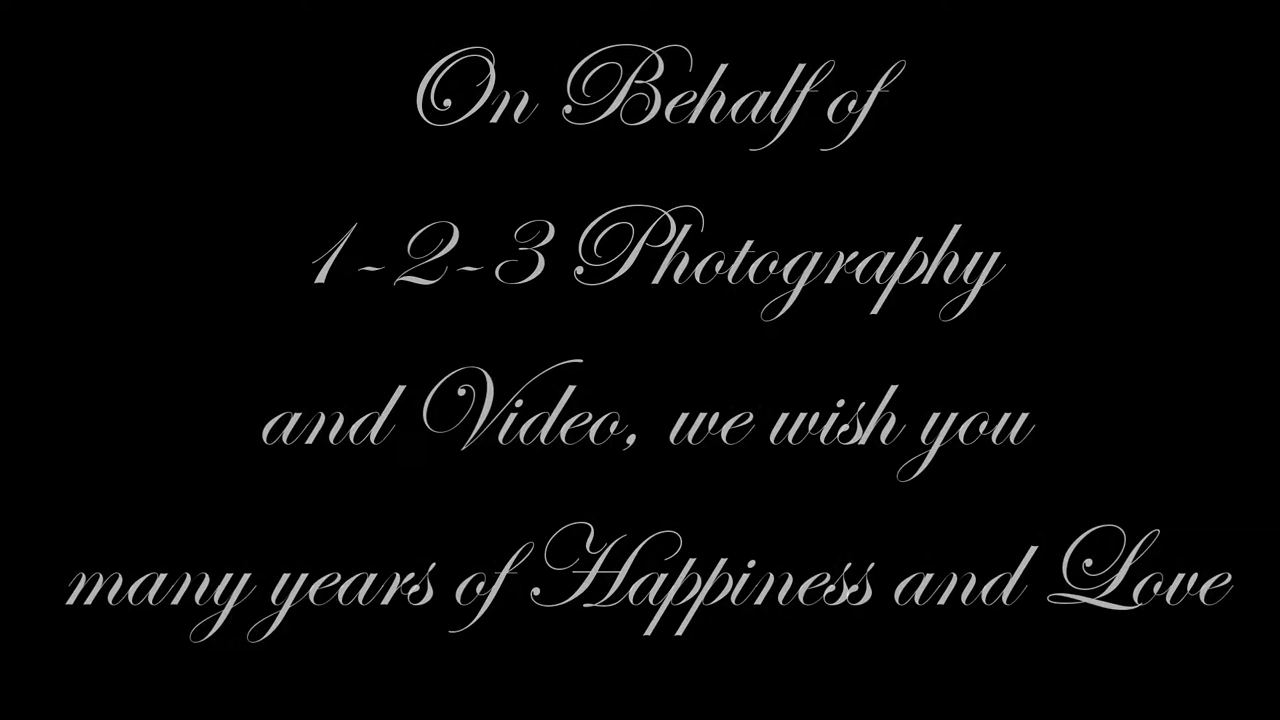 On Behalf of
1-2-3 Photography
and Video, we wish you
many years of Happiness and Love